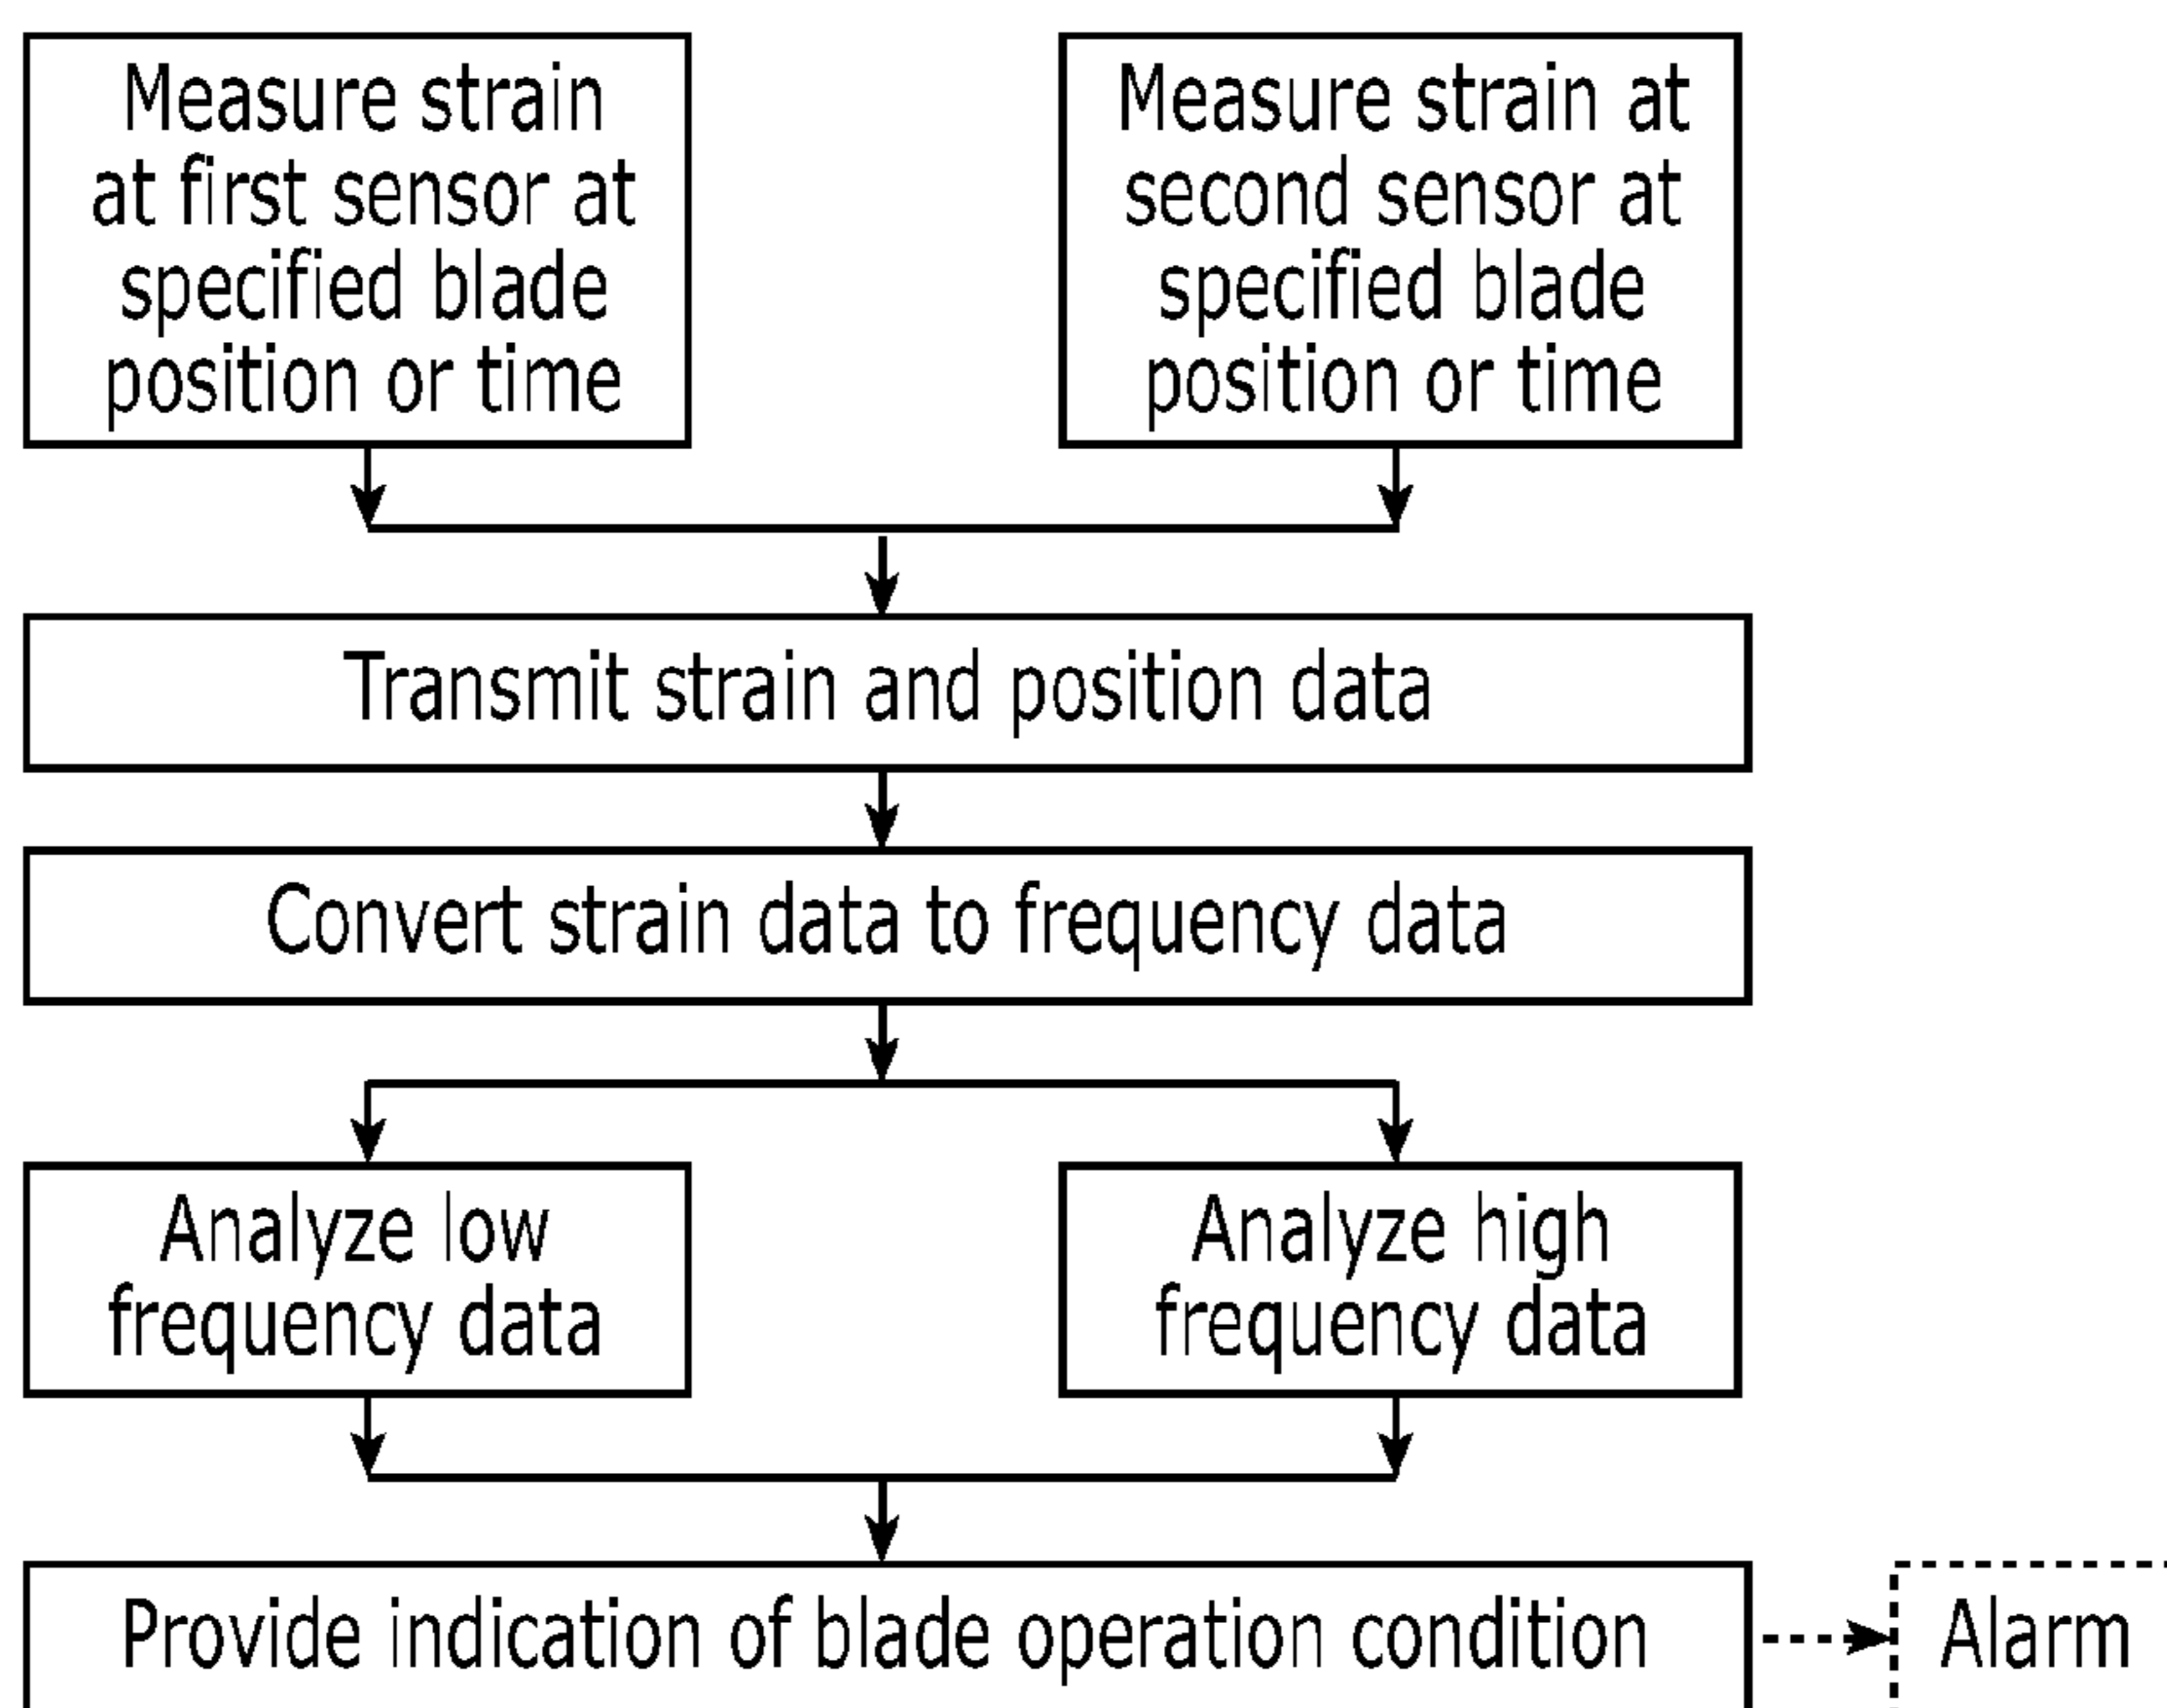 Measure strain
at first sensor at
specified blade
position or time
Measure strain at
second sensor at
specified blade
position or time
Transmit strain and position data
Convert strain data to frequency data
Analyze low
frequency data
Analyze high
frequency data
Provide indication of blade operation condition
Alarm